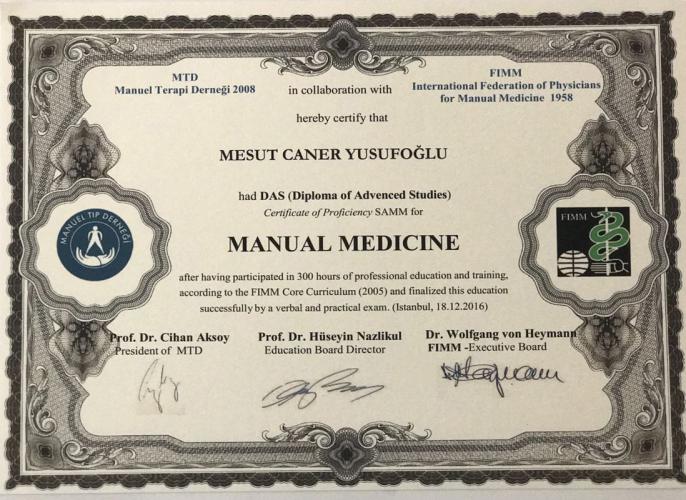 MTD
Manuel Terapi Derneği 2008
in collaboration with
FIMM
International Federation of Physicians
for Manual Medicine 1958
hereby certify that
MESUT CANER YUSUFOĞLU
had DAS (Diploma of Advenced Studies)
Certificate of Proficiency SAMM for
MANUAL MEDICINE
MANUEL TIP DERNEĞİ
FIMM
after having participated in 300 hours of professional education and training,
according to the FIMM Core Curriculum (2005) and finalized this education
successfully by a verbal and practical exam. (Istanbul, 18.12.2016)
Prof. Dr. Cihan Aksoy
President of MTD
Prof. Dr. Hüseyin Nazlikul
Education Board Director
Dr. Wolfgang von Heymann
FIMM -Executive Board